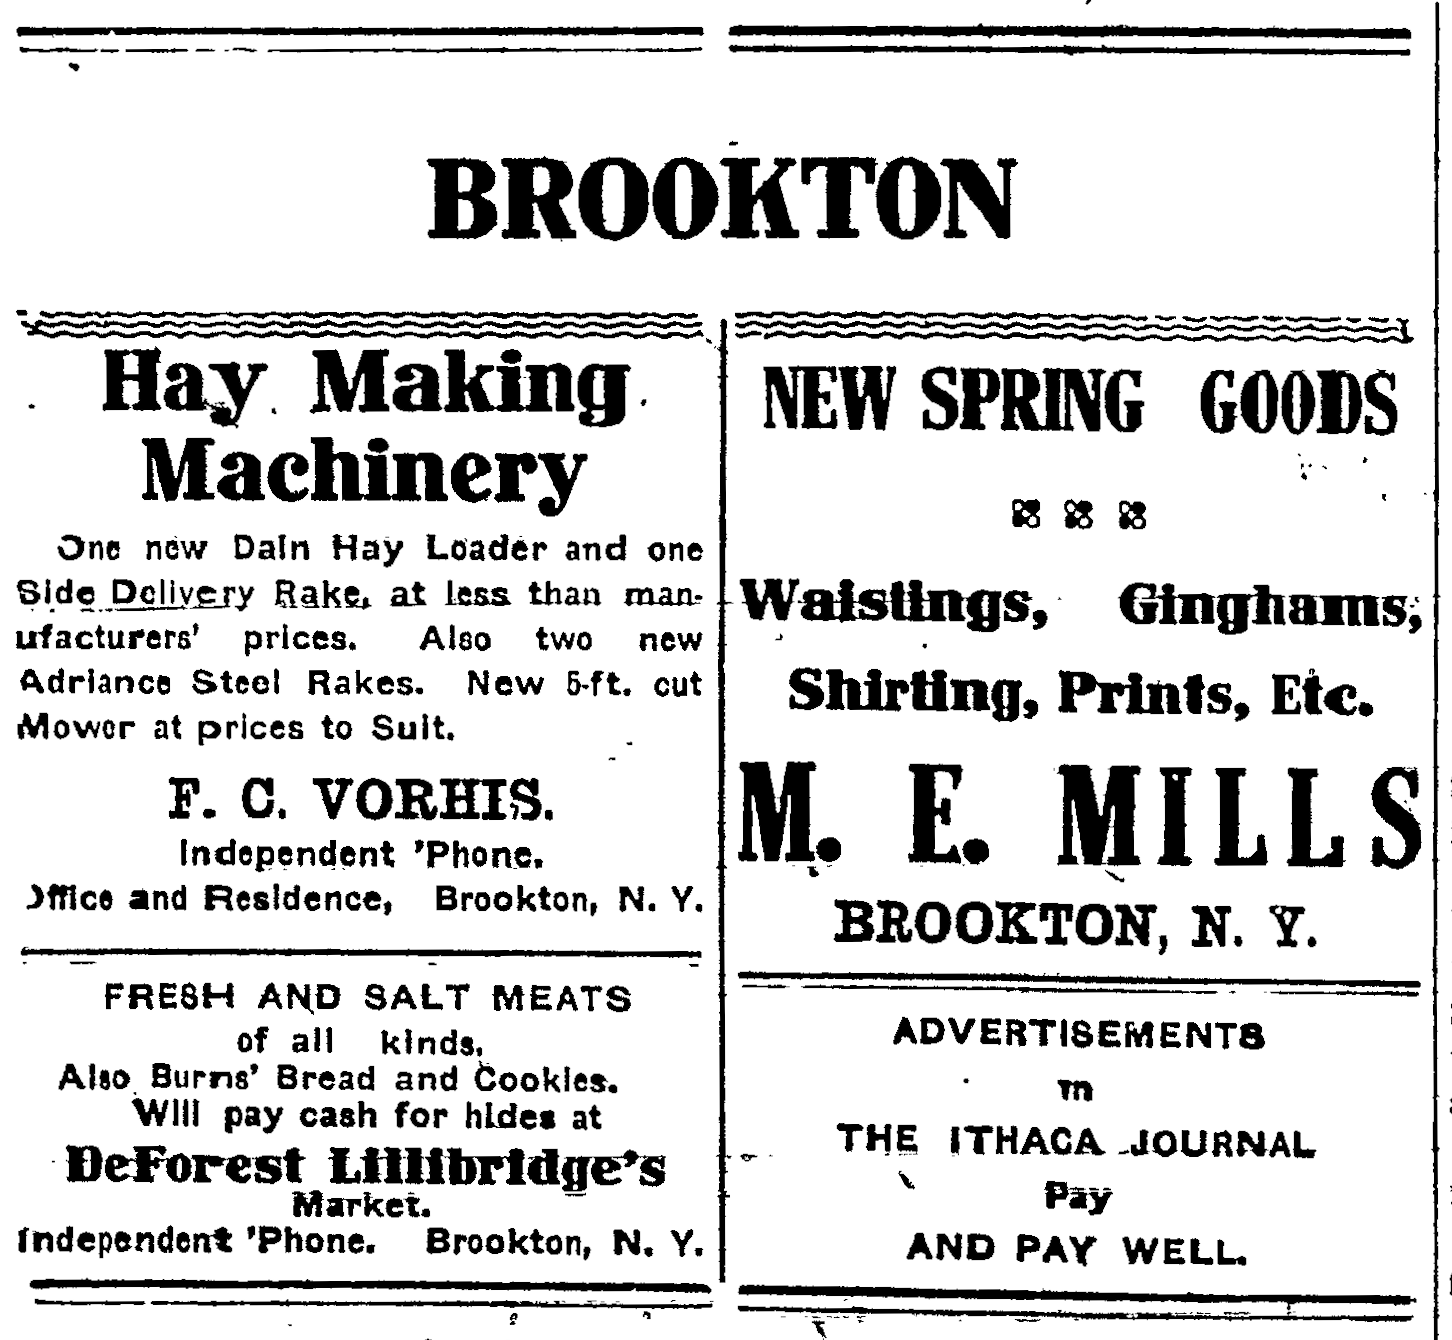 BROOKTON
Hay Making
Machinery
One new Dain Hay Loader and one
Side Delivery Rake, at less than man-
ufacturers' prices. Also two new
Adriance Steel Rakes. New 5-ft. cut
Mower at prices to Suit.
F. C. VORHIS.
Independent 'Phone.
Office and Residence, Brookton, N. Y.
FRESH AND SALT MEATS
of all kinds.
Also Burns' Bread and Cookies.
Will pay cash for hides at
DeForest Lillibridge's
Market.
Independent 'Phone. Brookton, N. Y.
NEW SPRING GOODS
Waistings, Ginghams,
Shirting, Prints, Etc.
M. E. MILLS
BROOKTON, N. Y.
ADVERTISEMENTS
in
THE ITHACA JOURNAL
Pay
AND PAY WELL.